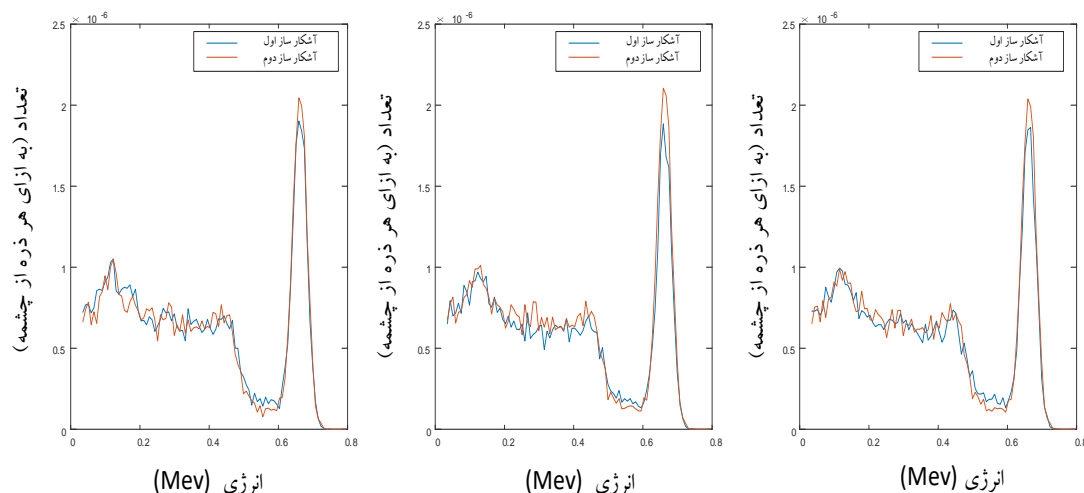 × 10 -6
آشکار ساز اول
آشکار ساز دوم
2.5
2
1.5
1
0.5
0
0 0.2 0.4 0.6 0.8
تعداد (به ازای هر ذره از چشمه)
انرژی (Mev)
× 10 -6
آشکار ساز اول
آشکار ساز دوم
2.5
2
1.5
1
0.5
0
0 0.2 0.4 0.6 0.8
تعداد (به ازای هر ذره از چشمه)
انرژی (Mev)
× 10 -6
آشکار ساز اول
آشکار ساز دوم
2.5
2
1.5
1
0.5
0
0 0.2 0.4 0.6 0.8
تعداد (به ازای هر ذره از چشمه)
انرژی (Mev)